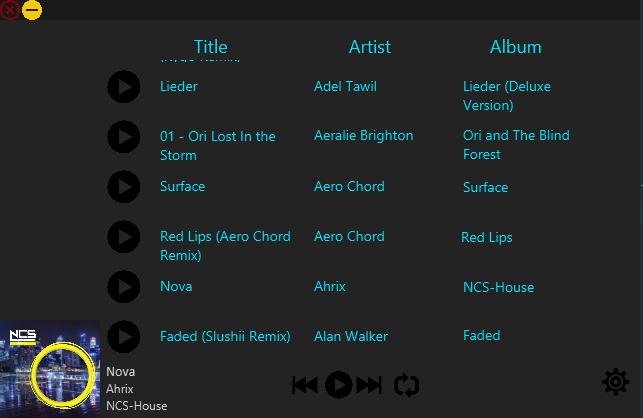 Title Artist Album
Remix)
Lieder Adel Tawil Lieder (Deluxe
Version)
01 - Ori Lost In the Aeralie Brighton Ori and The Blind
Storm Forest
Surface Aero Chord Surface
Red Lips (Aero Chord Aero Chord Red Lips
Remix)
Nova Ahrix NCS-House
Faded (Slushii Remix) Alan Walker Faded
NCS
Nova
Ahrix
NCS-House